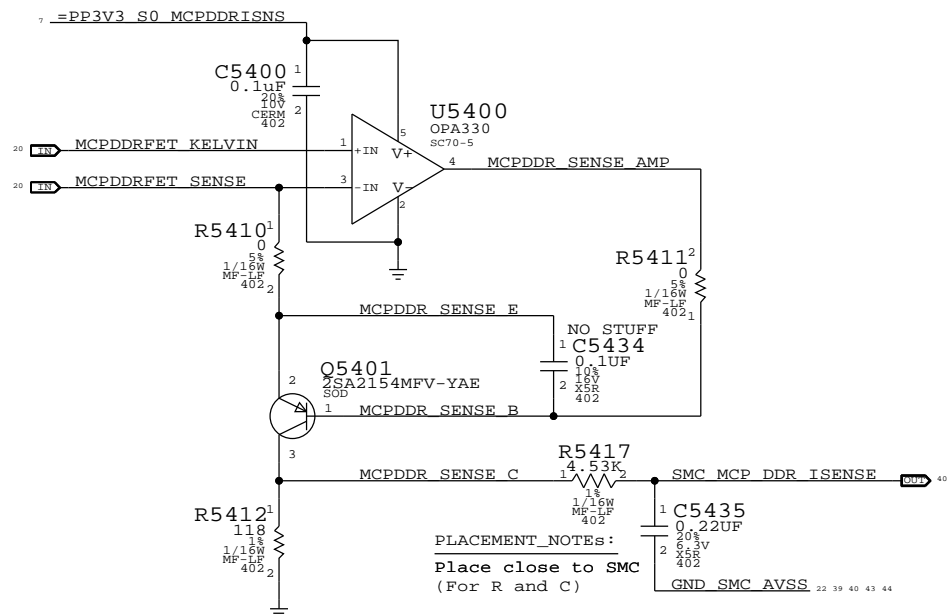 7 =PP3V3_S0_MCPDDRISNS
C5400
0.1uF
20%
10V
CERM
402
1
2
U5400
OPA330
SC70-5
5
V+
20 IN MCPDDRFET_KELVIN 1 +IN
4 MCPDDR_SENSE_AMP
20 IN MCPDDRFET_SENSE 3 -IN V-
2
R5410
0
5%
1/16W
MF-LF
402
1
2
R5411
0
5%
1/16W
MF-LF
402
2
1
MCPDDR_SENSE_E
NO STUFF
C5434
0.1UF
10%
16V
X5R
402
1
2
Q5401
2SA2154MFV-YAE
SOD
2
1 MCPDDR_SENSE_B
3
R5417
4.53K
MCPDDR_SENSE_C 1 2 SMC_MCP_DDR_ISENSE OUT 40
1%
1/16W
MF-LF
402
R5412
118
1%
1/16W
MF-LF
402
1
2
C5435
0.22UF
20%
6.3V
X5R
402
1
2
PLACEMENT_NOTEs:
Place close to SMC
(For R and C)
GND_SMC_AVSS 22 39 40 43 44